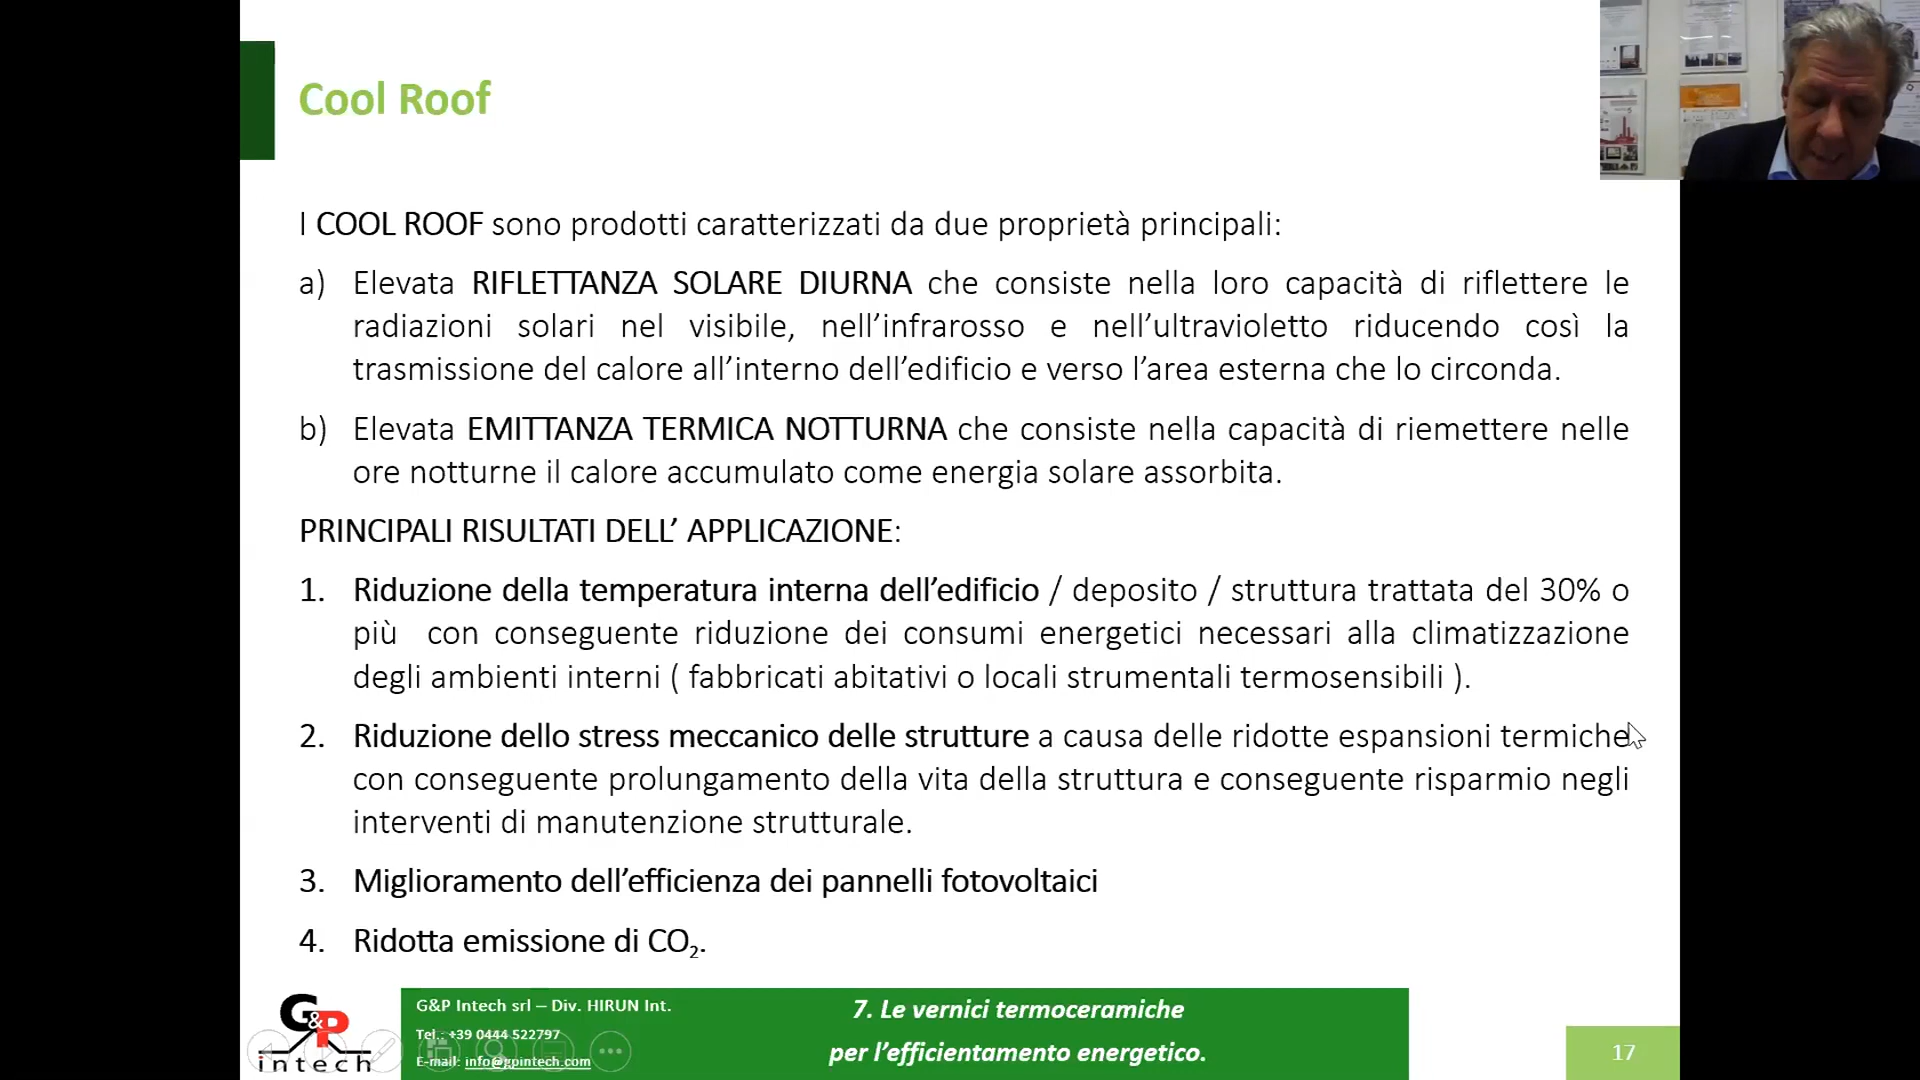 Cool Roof
I COOL ROOF sono prodotti caratterizzati da due proprietà principali:
a) Elevata RIFLETTANZA SOLARE DIURNA che consiste nella loro capacità di riflettere le
radiazioni solari nel visibile, nell’infrarosso e nell’ultravioletto riducendo così la
trasmissione del calore all’interno dell’edificio e verso l’area esterna che lo circonda.
b) Elevata EMITTANZA TERMICA NOTTURNA che consiste nella capacità di riemettere nelle
ore notturne il calore accumulato come energia solare assorbita.
PRINCIPALI RISULTATI DELL’ APPLICAZIONE:
1. Riduzione della temperatura interna dell’edificio / deposito / struttura trattata del 30% o
più con conseguente riduzione dei consumi energetici necessari alla climatizzazione
degli ambienti interni ( fabbricati abitativi o locali strumentali termosensibili ).
2. Riduzione dello stress meccanico delle strutture a causa delle ridotte espansioni termiche
con conseguente prolungamento della vita della struttura e conseguente risparmio negli
interventi di manutenzione strutturale.
3. Miglioramento dell’efficienza dei pannelli fotovoltaici
4. Ridotta emissione di CO₂.
G&P
intech
G&P Intech srl – Div. HIRUN Int.
Tel.: +39 0444 522797
E-mail: info@gpintech.com
7. Le vernici termoceramiche
per l’efficientamento energetico.
17